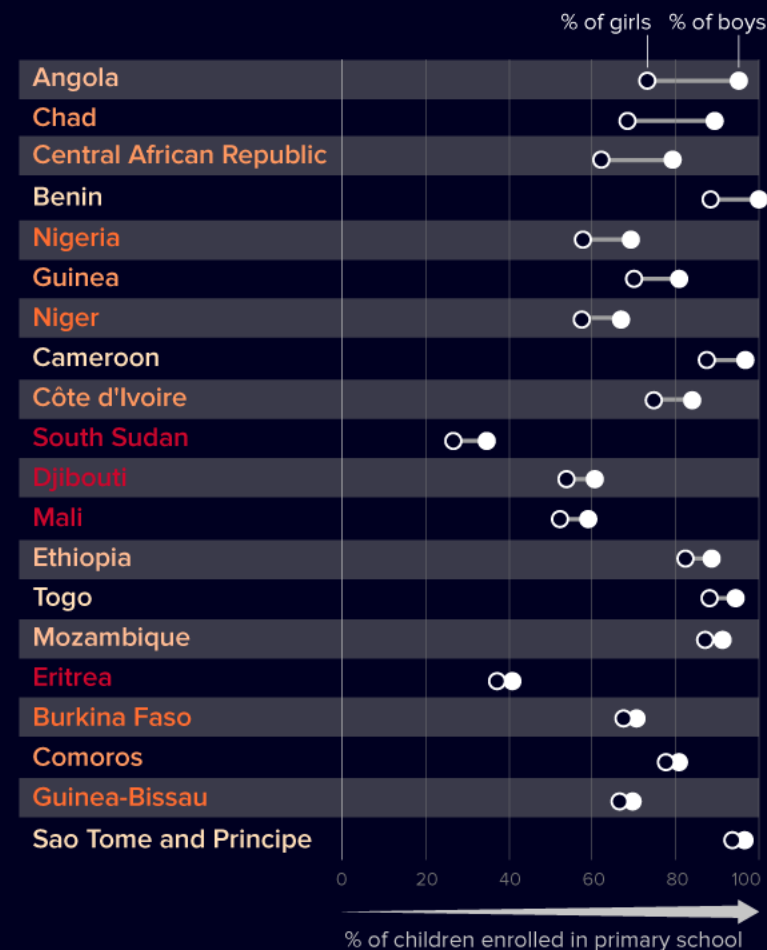 % of girls % of boys
Angola
Chad
Central African Republic
Benin
Nigeria
Guinea
Niger
Cameroon
Côte d'Ivoire
South Sudan
Djibouti
Mali
Ethiopia
Togo
Mozambique
Eritrea
Burkina Faso
Comoros
Guinea-Bissau
Sao Tome and Principe
0 20 40 60 80 100
% of children enrolled in primary school